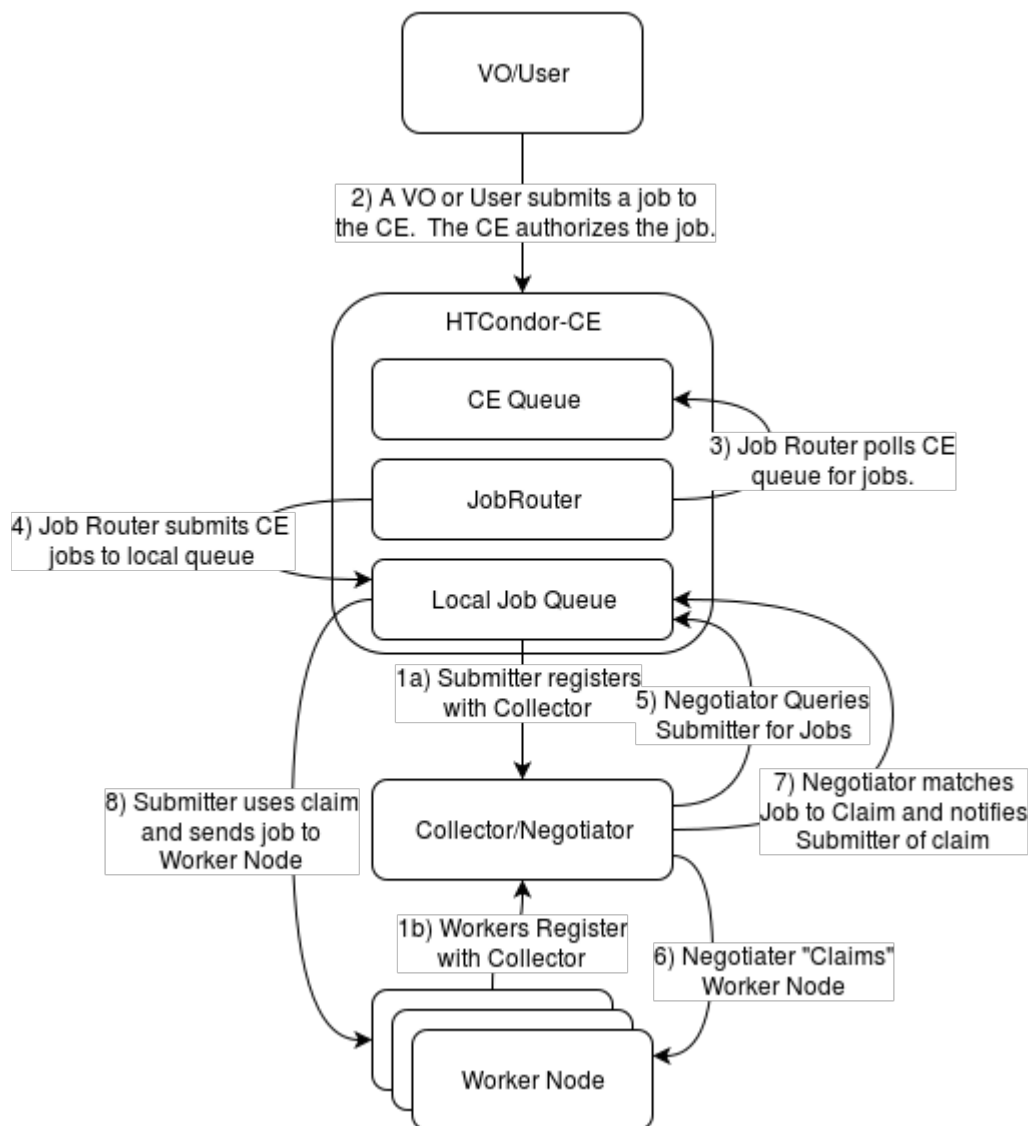 VO/User
2) A VO or User submits a job to
the CE.  The CE authorizes the job.
HTCondor-CE
CE Queue
3) Job Router polls CE
queue for jobs.
JobRouter
4) Job Router submits CE
jobs to local queue
Local Job Queue
1a) Submitter registers
with Collector
5) Negotiator Queries
Submitter for Jobs
7) Negotiator matches
Job to Claim and notifies
Submitter of claim
8) Submitter uses claim
and sends job to
Worker Node
Collector/Negotiator
1b) Workers Register
with Collector
6) Negotiater "Claims"
Worker Node
Worker Node